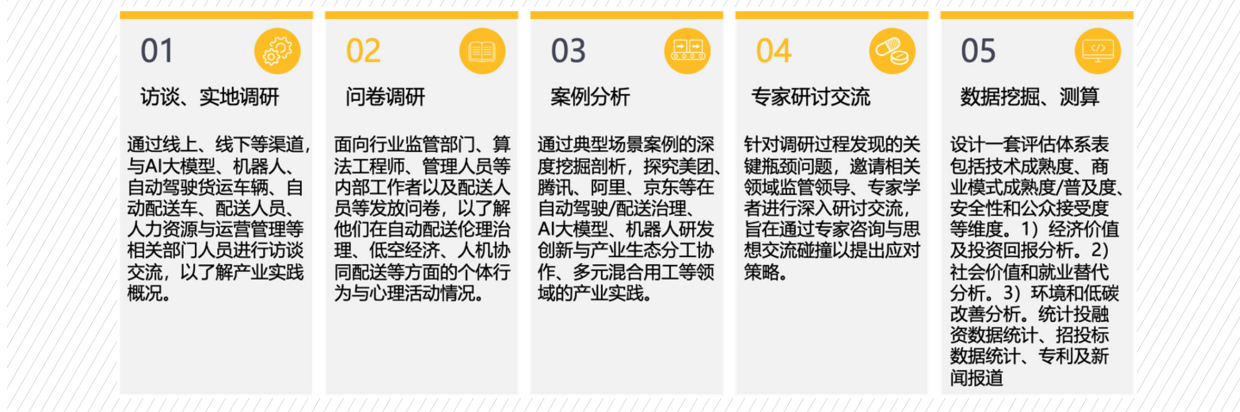 01
访谈、实地调研
通过线上、线下等渠道,
与AI大模型、机器人、
自动驾驶货运车辆、自
动配送车、配送人员、
人力资源与运营管理等
相关部门人员进行访谈
交流，以了解产业实践
概况。
02
问卷调研
面向行业监管部门、算
法工程师、管理人员等
内部工作者以及配送人
员等发放问卷，以了解
他们在自动配送伦理治
理、低空经济、人机协
同配送等方面的个体行
为与心理活动情况。
03
案例分析
通过典型场景案例的深
度挖掘剖析，探究美团、
腾讯、阿里、京东等在
自动驾驶/配送治理、
AI大模型、机器人研发
创新与产业生态分工协
作、多元混合用工等领
域的产业实践。
04
专家研讨交流
针对调研过程发现的关
键瓶颈问题，邀请相关
领域监管领导、专家学
者进行深入研讨交流，
旨在通过专家咨询与思
想交流碰撞以提出应对
策略。
05
数据挖掘、测算
设计一套评估体系表
包括技术成熟度、商
业模式成熟度/普及度、
安全性和公众接受度
等维度。1）经济价值
及投资回报分析。2）
社会价值和就业替代
分析。3）环境和低碳
改善分析。统计投融
资数据统计、招投标
数据统计、专利及新
闻报道